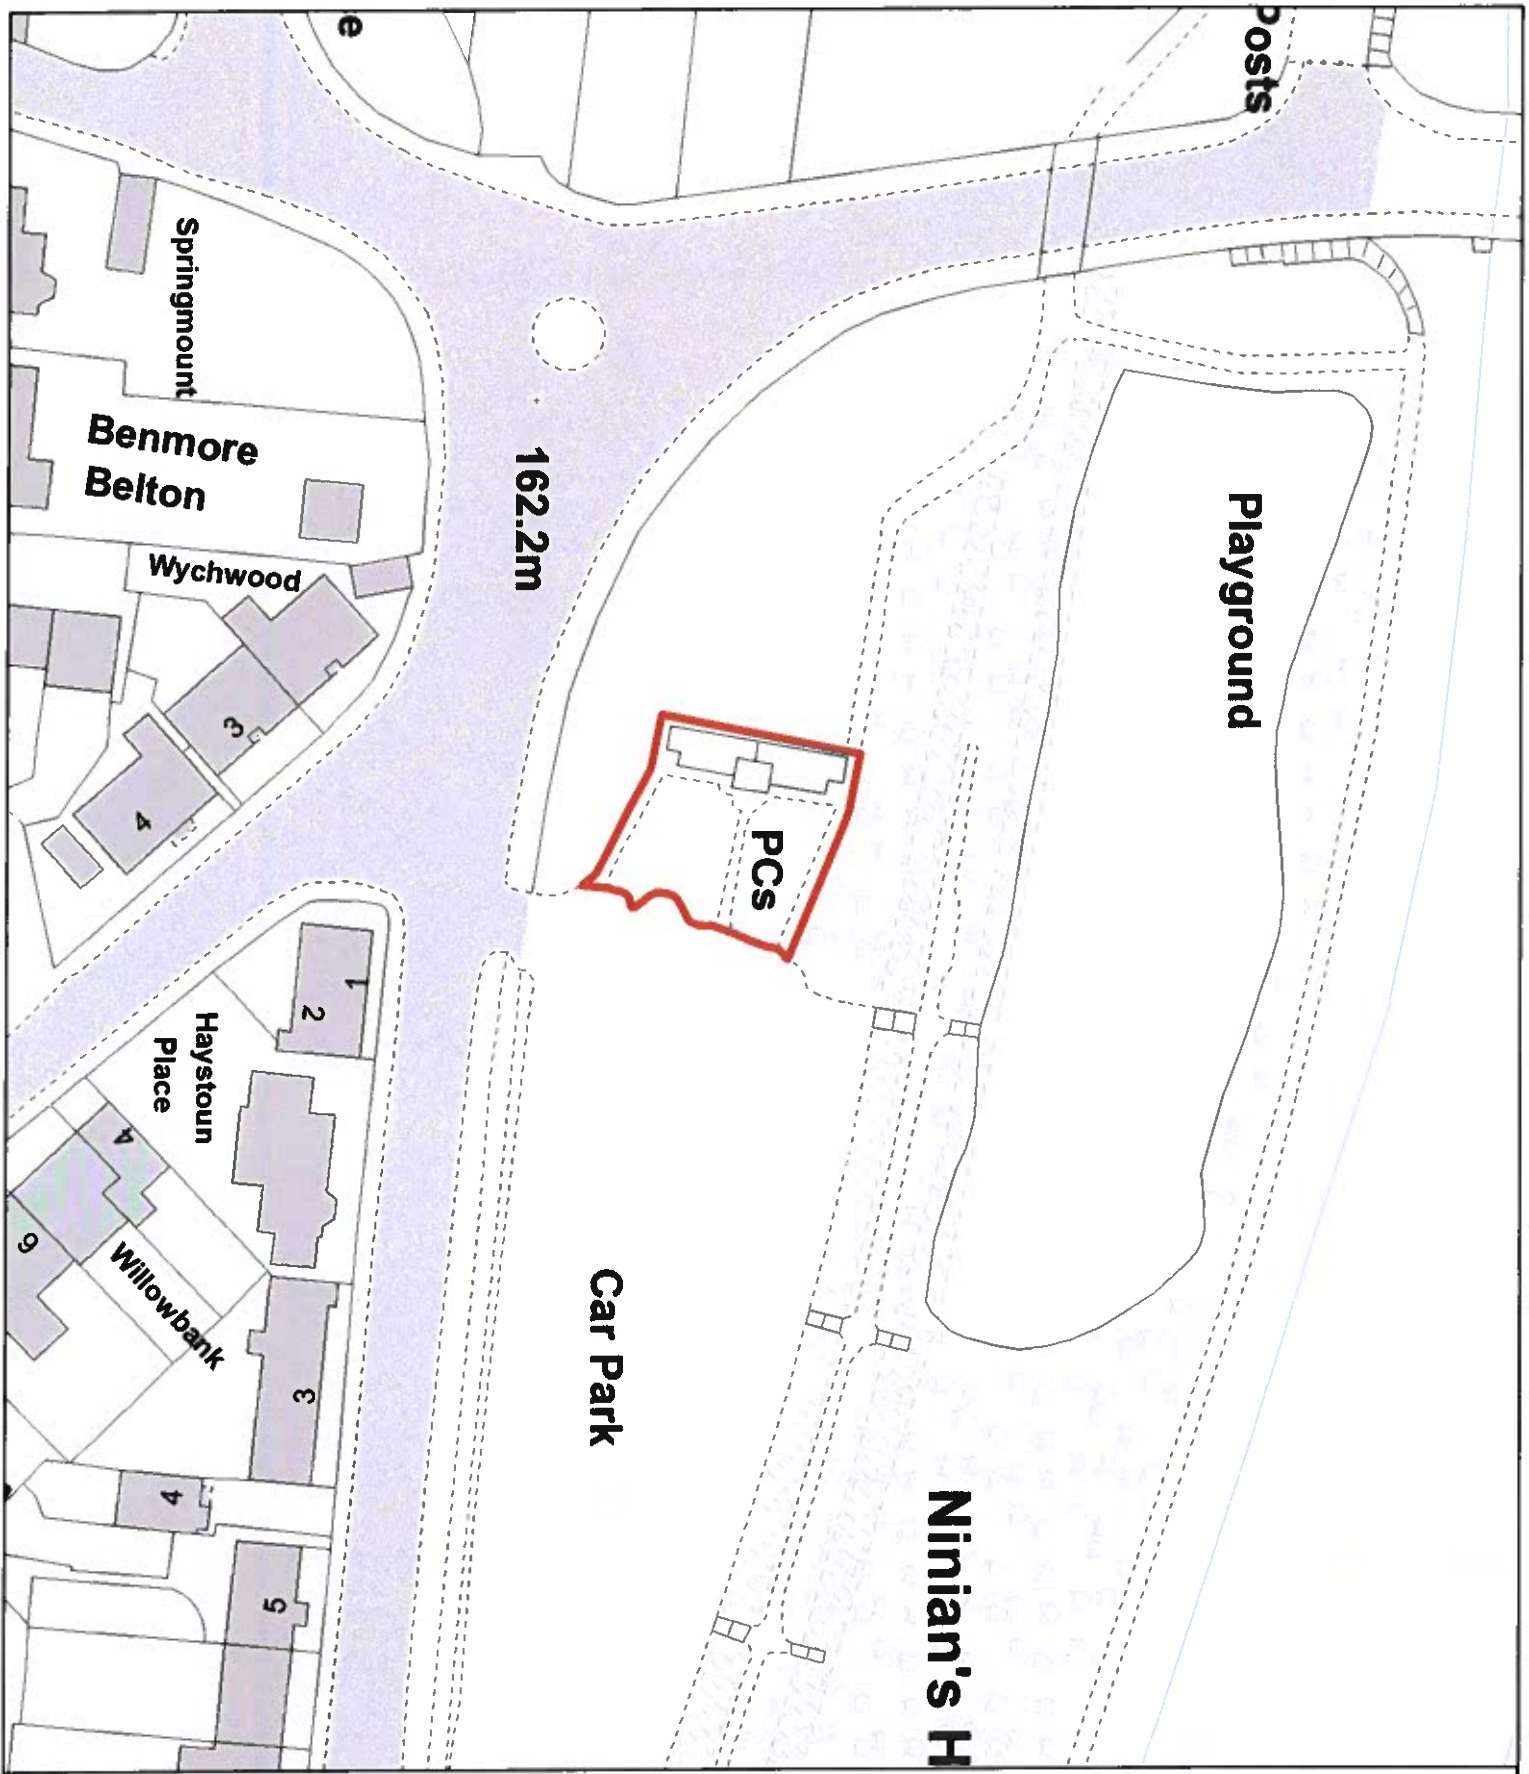 Posts
e
Playground
Springmount
Benmore
Belton
162.2m
Wychwood
3
4
PCs
1
2
Haystoun
Place
4
Willowbank
3
Car Park
Ninian's H
4
5